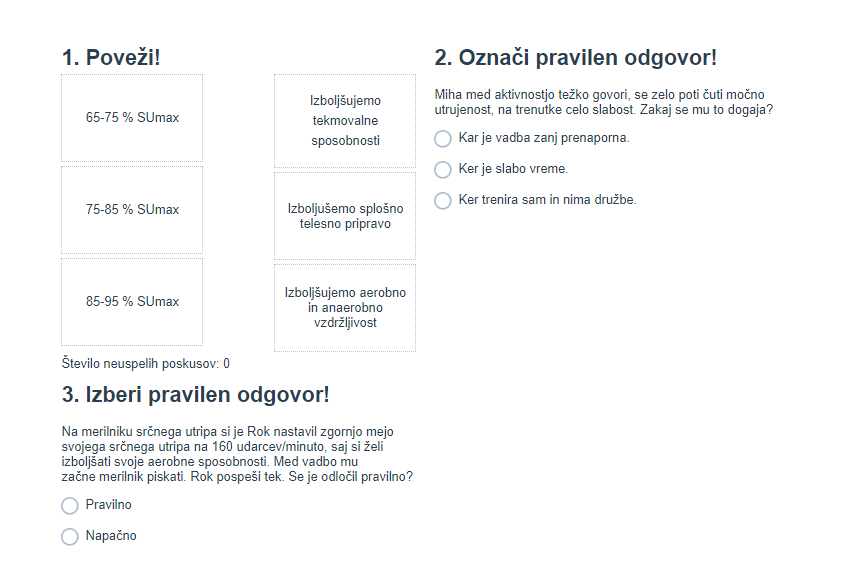 1. Poveži!
65-75 % SUmax
75-85 % SUmax
85-95 % SUmax
Izboljšujemo
tekmovalne
sposobnosti
Izboljušemo splošno
telesno pripravo
Izboljšujemo aerobno
in anaerobno
vzdržljivost
Število neuspelih poskusov: 0
2. Označi pravilen odgovor!
Miha med aktivnostjo težko govori, se zelo poti čuti močno
utrujenost, na trenutke celo slabost. Zakaj se mu to dogaja?
Kar je vadba zanj prenaporna.
Ker je slabo vreme.
Ker trenira sam in nima družbe.
3. Izberi pravilen odgovor!
Na merilniku srčnega utripa si je Rok nastavil zgornjo mejo
svojega srčnega utripa na 160 udarcev/minuto, saj si želi
izboljšati svoje aerobne sposobnosti. Med vadbo mu
začne merilnik piskati. Rok pospeši tek. Se je odločil pravilno?
Pravilno
Napačno